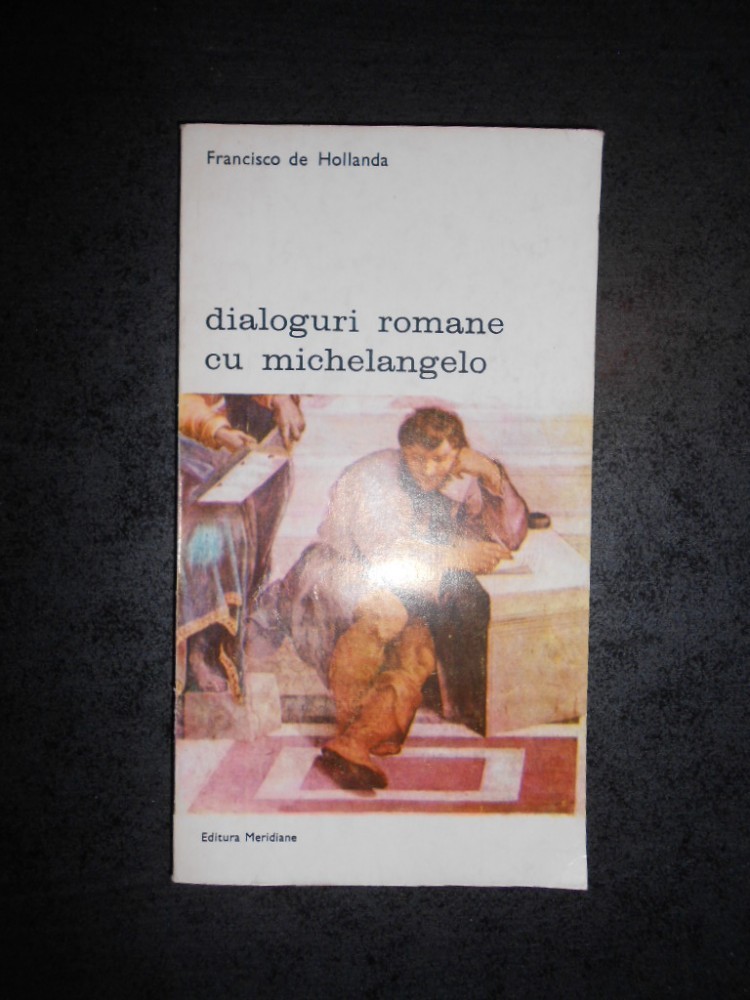 Francisco de Hollanda
dialoguri romane
cu michelangelo
Editura Meridiane